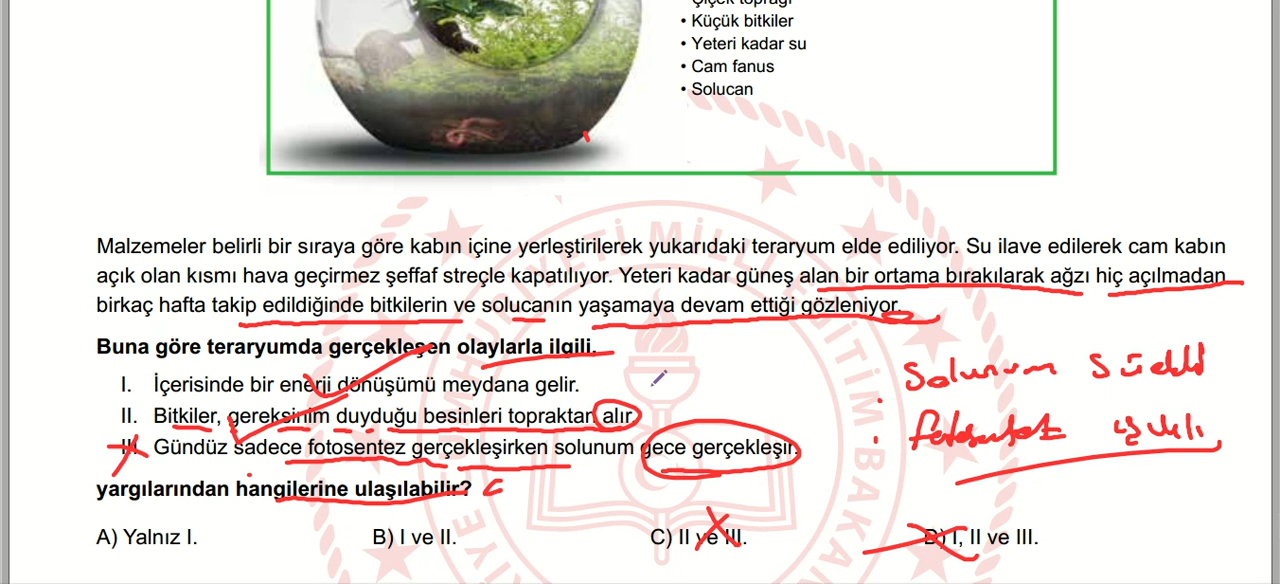 Çiçek toprağı
• Küçük bitkiler
• Yeteri kadar su
• Cam fanus
• Solucan
Malzemeler belirli bir sıraya göre kabın içine yerleştirilerek yukarıdaki teraryum elde ediliyor. Su ilave edilerek cam kabın
açık olan kısmı hava geçirmez şeffaf streçle kapatılıyor. Yeteri kadar güneş alan bir ortama bırakılarak ağzı hiç açılmadan
birkaç hafta takip edildiğinde bitkilerin ve solucanın yaşamaya devam ettiği gözleniyor.
Buna göre teraryumda gerçekleşen olaylarla ilgili,
I. İçerisinde bir enerji dönüşümü meydana gelir.
II. Bitkiler, gereksinim duyduğu besinleri topraktan alır.
III. Gündüz sadece fotosentez gerçekleşirken solunum gece gerçekleşir.
yargılarından hangilerine ulaşılabilir?
A) Yalnız I.
B) I ve II.
C) II ve III.
D) I, II ve III.
Solunum sürekli
fotosentez ışıklı